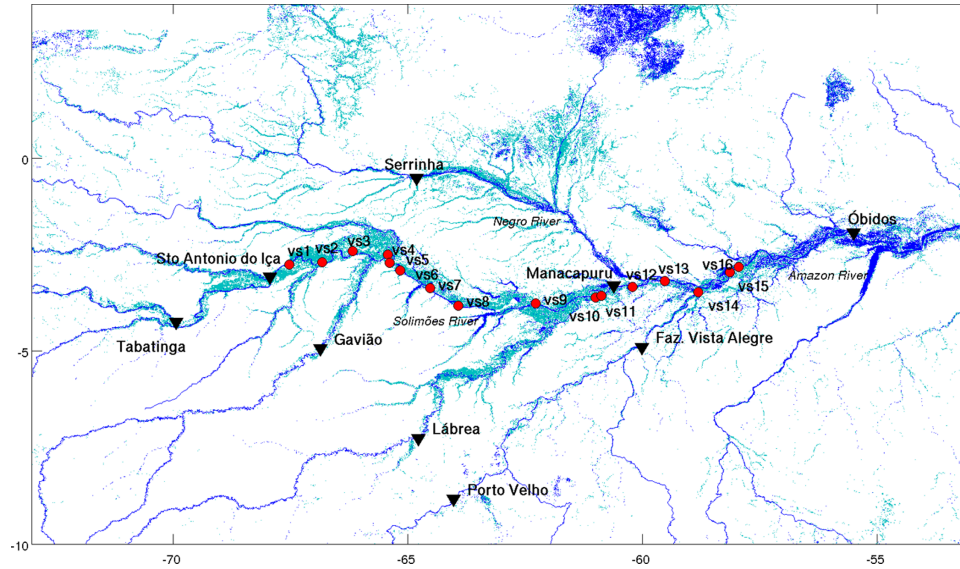 0
-5
-10
-70
-65
-60
-55
Serrinha
Negro River
Óbidos
Amazon River
Sto Antonio do Iça
vs1
vs2
vs3
vs4
vs5
vs6
vs7
vs8
Solimões River
vs9
vs10
vs11
Manacapuru
vs12
vs13
vs14
vs15
vs16
Tabatinga
Gavião
Faz. Vista Alegre
Lábrea
Porto Velho